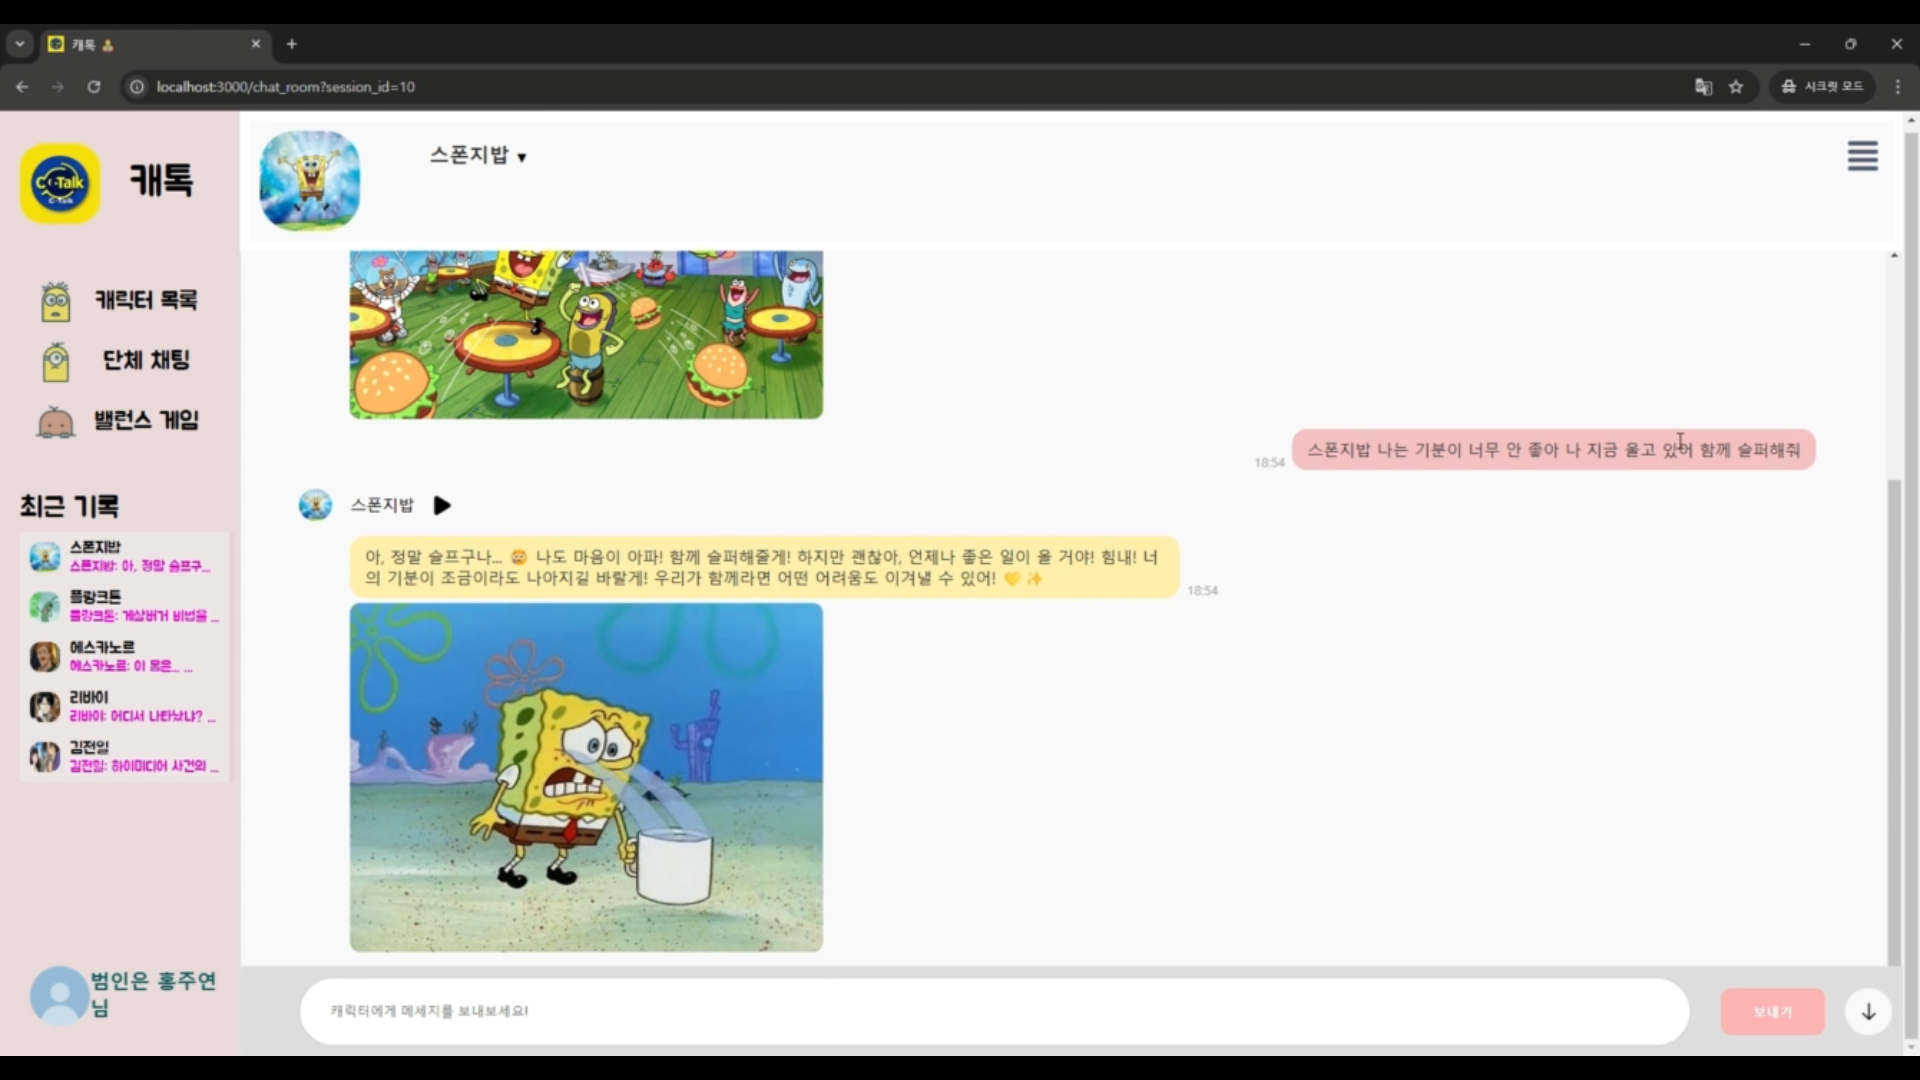 캐톡
localhost:3000/chat_room?session_id=10
시크릿 모드
C-Talk
C-Talk
캐톡
캐릭터 목록
단체 채팅
밸런스 게임
최근 기록
스폰지밥
스폰지밥: 아, 정말 슬프구...
플랑크톤
플랑크톤: 게살버거 비법을 ...
에스카노르
에스카노르: 이 몸은... ...
리바이
리바이: 어디서 나타났냐? ...
김전일
김전일: 하이미디어 사건의 ...
범인은 홍주연
님
스폰지밥 ▾
스폰지밥 나는 기분이 너무 안 좋아 나 지금 울고 있어 함께 슬퍼해줘
18:54
스폰지밥
아, 정말 슬프구나... 😭 나도 마음이 아파! 함께 슬퍼해줄게! 하지만 괜찮아, 언제나 좋은 일이 올 거야! 힘내! 너
의 기분이 조금이라도 나아지길 바랄게! 우리가 함께라면 어떤 어려움도 이겨낼 수 있어! 💛✨
18:54
캐릭터에게 메세지를 보내보세요!
보내기